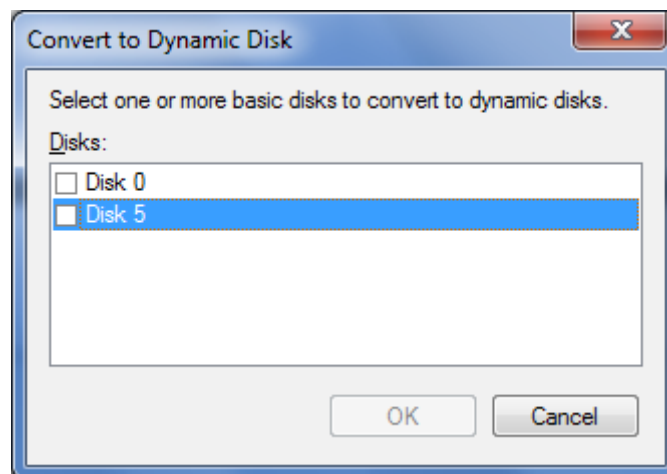 Convert to Dynamic Disk
Select one or more basic disks to convert to dynamic disks.
Disks:
Disk 0
Disk 5
OK
Cancel